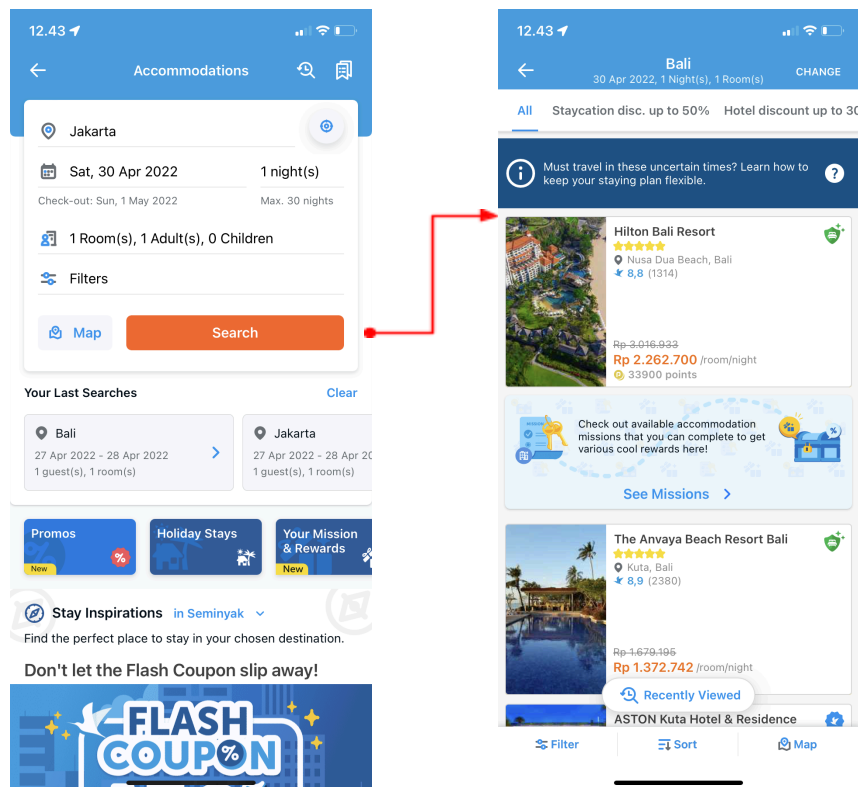 12.43
Accommodations
Jakarta
Sat, 30 Apr 2022
1 night(s)
Check-out: Sun, 1 May 2022
Max. 30 nights
1 Room(s), 1 Adult(s), 0 Children
Filters
Map
Search
Your Last Searches
Clear
Bali
27 Apr 2022 - 28 Apr 2022
1 guest(s), 1 room(s)
Jakarta
27 Apr 2022 - 28 Apr 20
1 guest(s), 1 room(s)
Promos
New
%
Holiday Stays
Your Mission
& Rewards
New
Stay Inspirations
in Seminyak
Find the perfect place to stay in your chosen destination.
Don't let the Flash Coupon slip away!
FLASH
COUP%N
12.43
Bali
30 Apr 2022, 1 Night(s), 1 Room(s)
CHANGE
All
Staycation disc. up to 50%
Hotel discount up to 30
Must travel in these uncertain times? Learn how to
keep your staying plan flexible.
?
Hilton Bali Resort
Nusa Dua Beach, Bali
8,8 (1314)
Rp 3.016.933
Rp 2.262.700 /room/night
33900 points
Check out available accommodation
missions that you can complete to get
various cool rewards here!
See Missions
The Anvaya Beach Resort Bali
Kuta, Bali
8,9 (2380)
Rp 1.679.195
Rp 1.372.742 /room/night
Recently Viewed
ASTON Kuta Hotel & Residence
Filter
Sort
Map